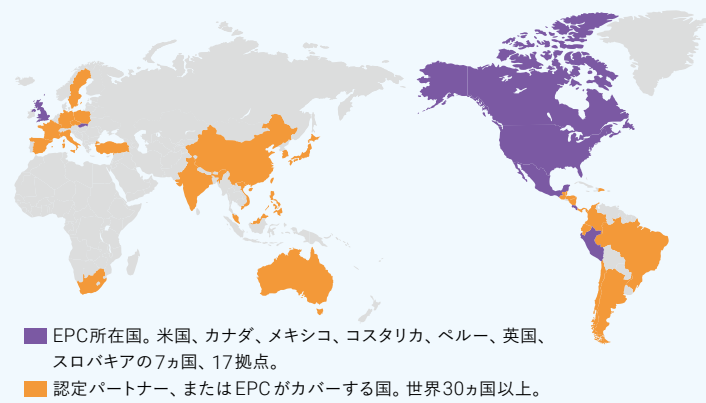 EPC所在国。米国、カナダ、メキシコ、コスタリカ、ペルー、英国、
スロバキアの7ヵ国、17拠点。
認定パートナー、またはEPCがカバーする国。世界30ヵ国以上。